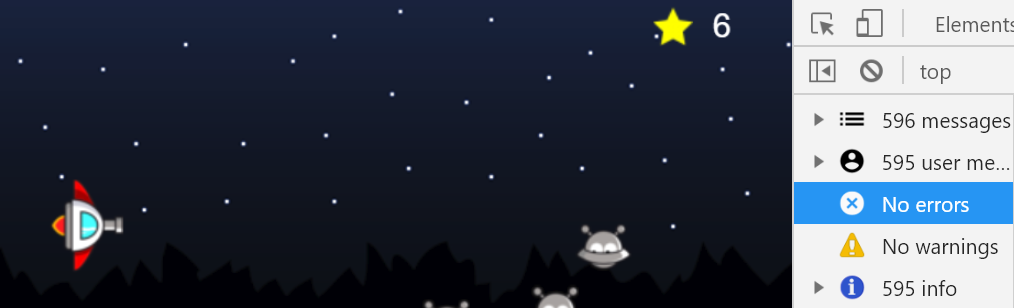 6
Elements
top
596 messages
595 user me...
No errors
No warnings
595 info